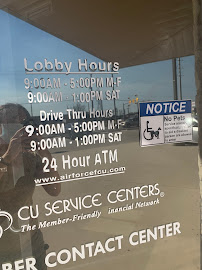 Lobby Hours
9:00AM - 5:00PM M-F
9:00AM - 1:00PM SAT
Drive Thru Hours
9:00AM - 5:00PM M-F
9:00AM - 1:00PM SAT
24 Hour ATM
www.airforcefcu.com
NOTICE
No Pets
CU SERVICE CENTERS®
The Member-Friendly inancial Network
BER CONTACT CENTER